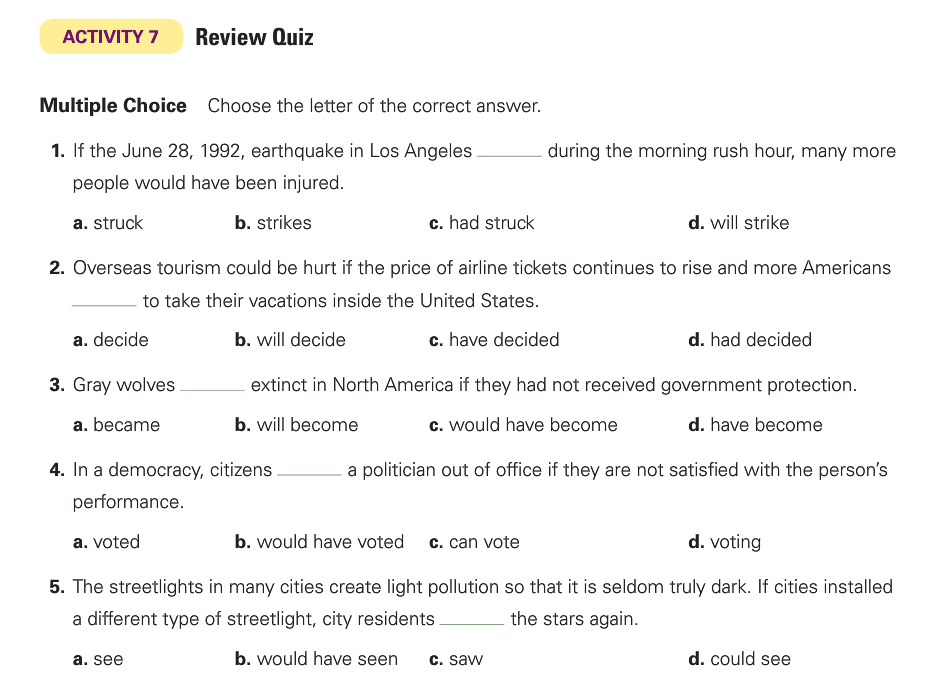 ACTIVITY 7 Review Quiz
Multiple Choice Choose the letter of the correct answer.
1. If the June 28, 1992, earthquake in Los Angeles ______ during the morning rush hour, many more
people would have been injured.
a. struck b. strikes c. had struck d. will strike
2. Overseas tourism could be hurt if the price of airline tickets continues to rise and more Americans
______ to take their vacations inside the United States.
a. decide b. will decide c. have decided d. had decided
3. Gray wolves ______ extinct in North America if they had not received government protection.
a. became b. will become c. would have become d. have become
4. In a democracy, citizens ______ a politician out of office if they are not satisfied with the person’s
performance.
a. voted b. would have voted c. can vote d. voting
5. The streetlights in many cities create light pollution so that it is seldom truly dark. If cities installed
a different type of streetlight, city residents ______ the stars again.
a. see b. would have seen c. saw d. could see